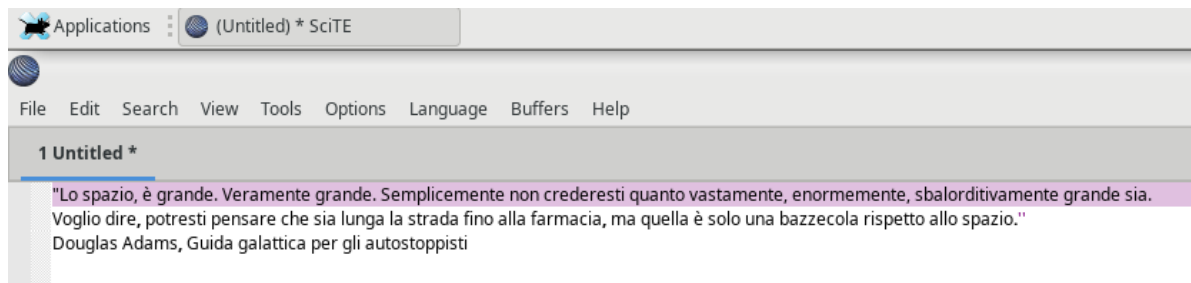 Applications (Untitled) * SciTE
File Edit Search View Tools Options Language Buffers Help
1 Untitled *
"Lo spazio, è grande. Veramente grande. Semplicemente non crederesti quanto vastamente, enormemente, sbalorditivamente grande sia.
Voglio dire, potresti pensare che sia lunga la strada fino alla farmacia, ma quella è solo una bazzecola rispetto allo spazio.''
Douglas Adams, Guida galattica per gli autostoppisti